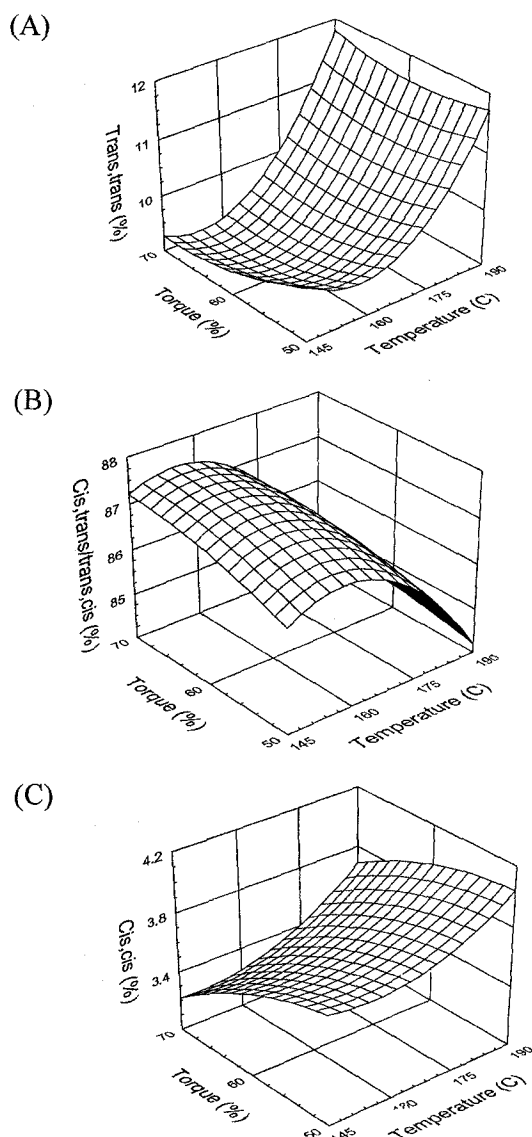 (A)
12
11
10
Trans,trans (%)
70
60
50
Torque (%)
145
160
175
190
Temperature (C)
(B)
88
87
86
85
Cis,trans/trans,cis (%)
70
60
50
Torque (%)
145
160
175
190
Temperature (C)
(C)
4.2
3.8
3.4
Cis,cis (%)
70
60
50
Torque (%)
145
175
190
Temperature (C)